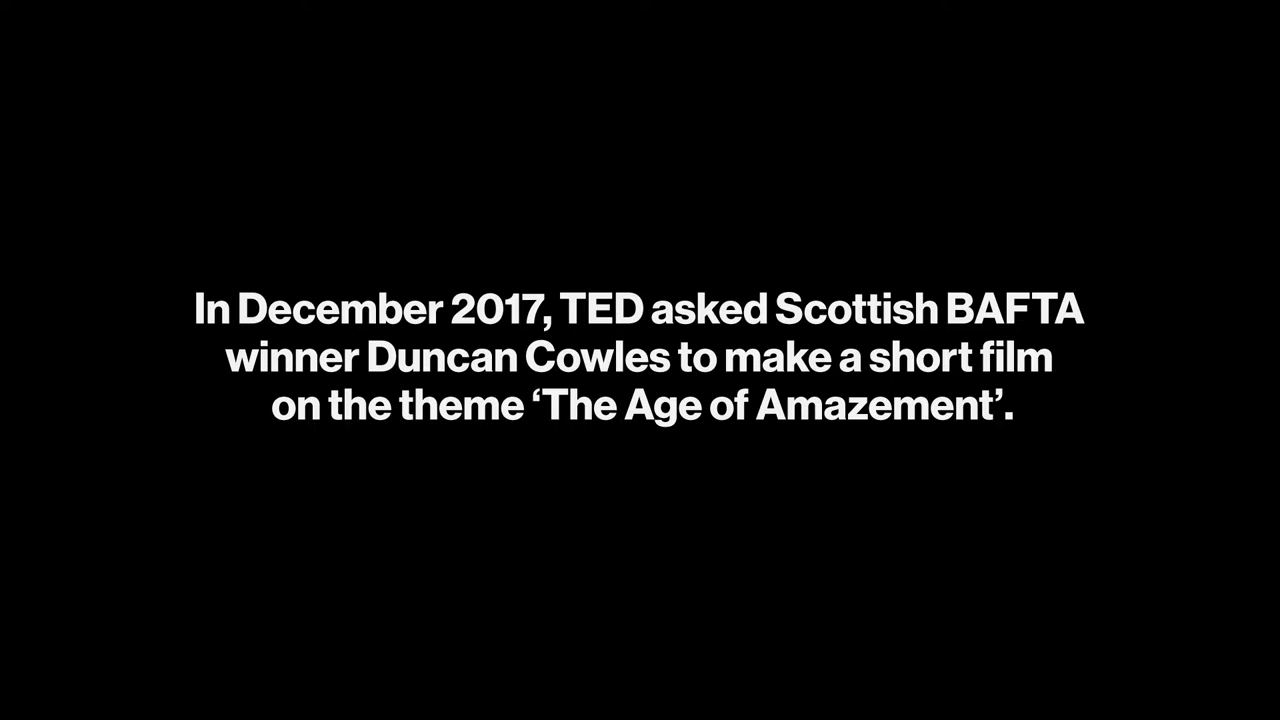 In December 2017, TED asked Scottish BAFTA
winner Duncan Cowles to make a short film
on the theme ‘The Age of Amazement’.